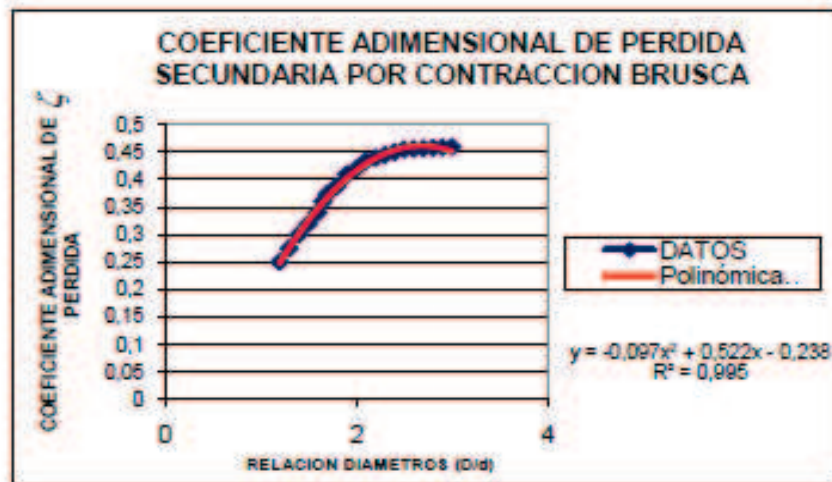 COEFICIENTE ADIMENSIONAL DE PERDIDA
SECUNDARIA POR CONTRACCION BRUSCA
COEFICIENTE ADIMENSIONAL DE ζ
PERDIDA
0,5
0,45
0,4
0,35
0,3
0,25
0,2
0,15
0,1
0,05
0
0 2 4
RELACION DIAMETROS (D/d)
DATOS
Polinómica..
y = -0,097x² + 0,522x - 0,238
R² = 0,995